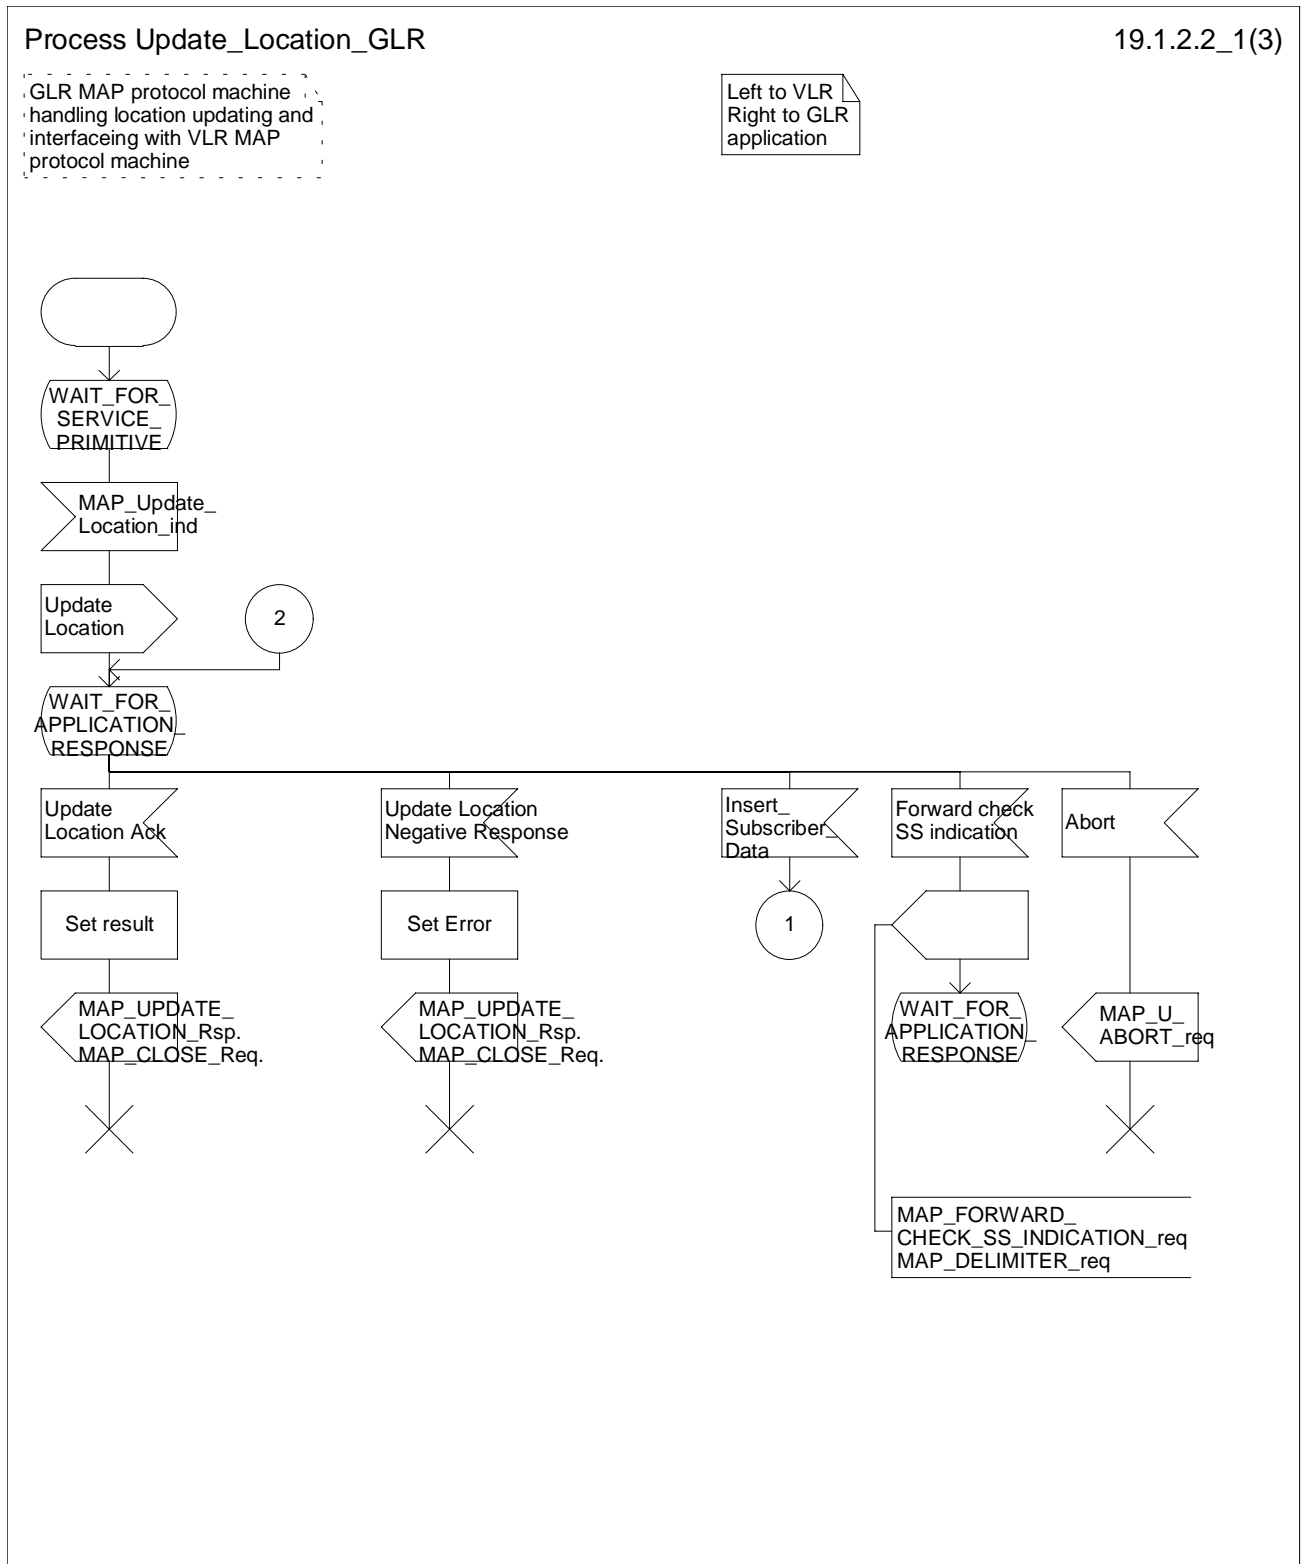 Process Update_Location_GLR
19.1.2.2_1(3)
GLR MAP protocol machine
handling location updating and
interfaceing with VLR MAP
protocol machine
Left to VLR
Right to GLR
application
WAIT_FOR_
SERVICE_
PRIMITIVE
MAP_Update_
Location_ind
Update
Location
2
WAIT_FOR_
APPLICATION_
RESPONSE
Update
Location Ack
Update Location
Negative Response
Insert_
Subscriber_
Data
Forward check
SS indication
Abort
Set result
Set Error
1
MAP_UPDATE_
LOCATION_Rsp.
MAP_CLOSE_Req.
MAP_UPDATE_
LOCATION_Rsp.
MAP_CLOSE_Req.
WAIT_FOR_
APPLICATION_
RESPONSE
MAP_U_
ABORT_req
MAP_FORWARD_
CHECK_SS_INDICATION_req
MAP_DELIMITER_req